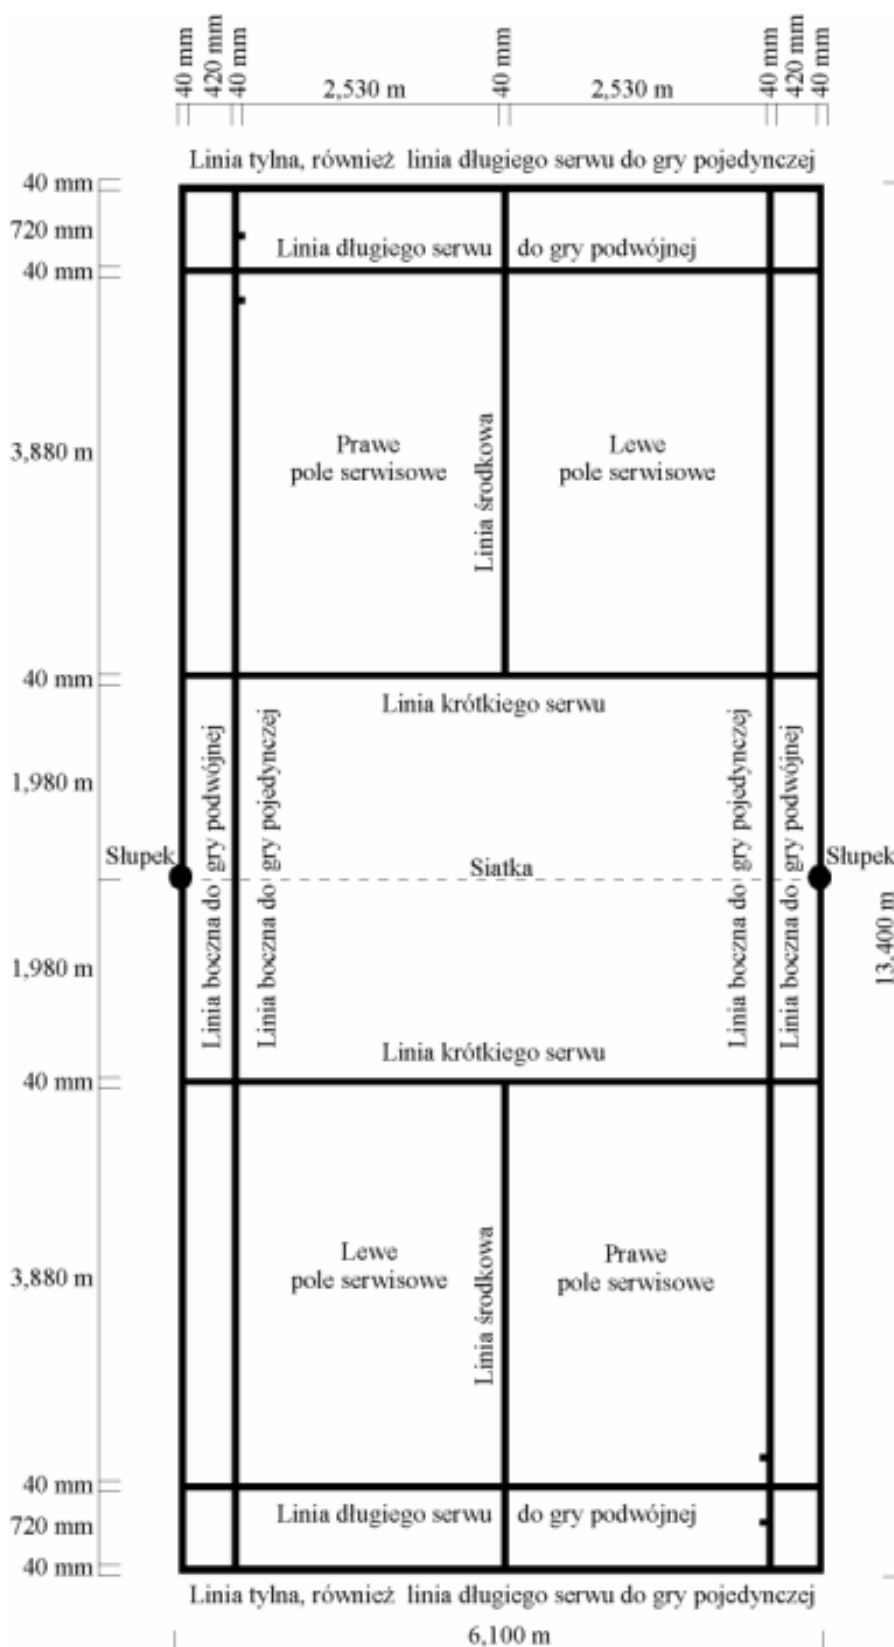 40 mm
420 mm
40 mm
2,530 m
40 mm
2,530 m
40 mm
420 mm
40 mm
Linia tylna, również linia długiego serwu do gry pojedynczej
40 mm
720 mm
Linia długiego serwu do gry podwójnej
40 mm
3,880 m
Prawe
pole serwisowe
Linia środkowa
Lewe
pole serwisowe
40 mm
Linia krótkiego serwu
1,980 m
Linia boczna do gry podwójnej
Linia boczna do gry pojedynczej
Linia boczna do gry pojedynczej
Linia boczna do gry podwójnej
Słupek
Siatka
Słupek
13,400 m
1,980 m
Linia krótkiego serwu
40 mm
3,880 m
Lewe
pole serwisowe
Linia środkowa
Prawe
pole serwisowe
40 mm
Linia długiego serwu do gry podwójnej
720 mm
40 mm
Linia tylna, również linia długiego serwu do gry pojedynczej
6,100 m